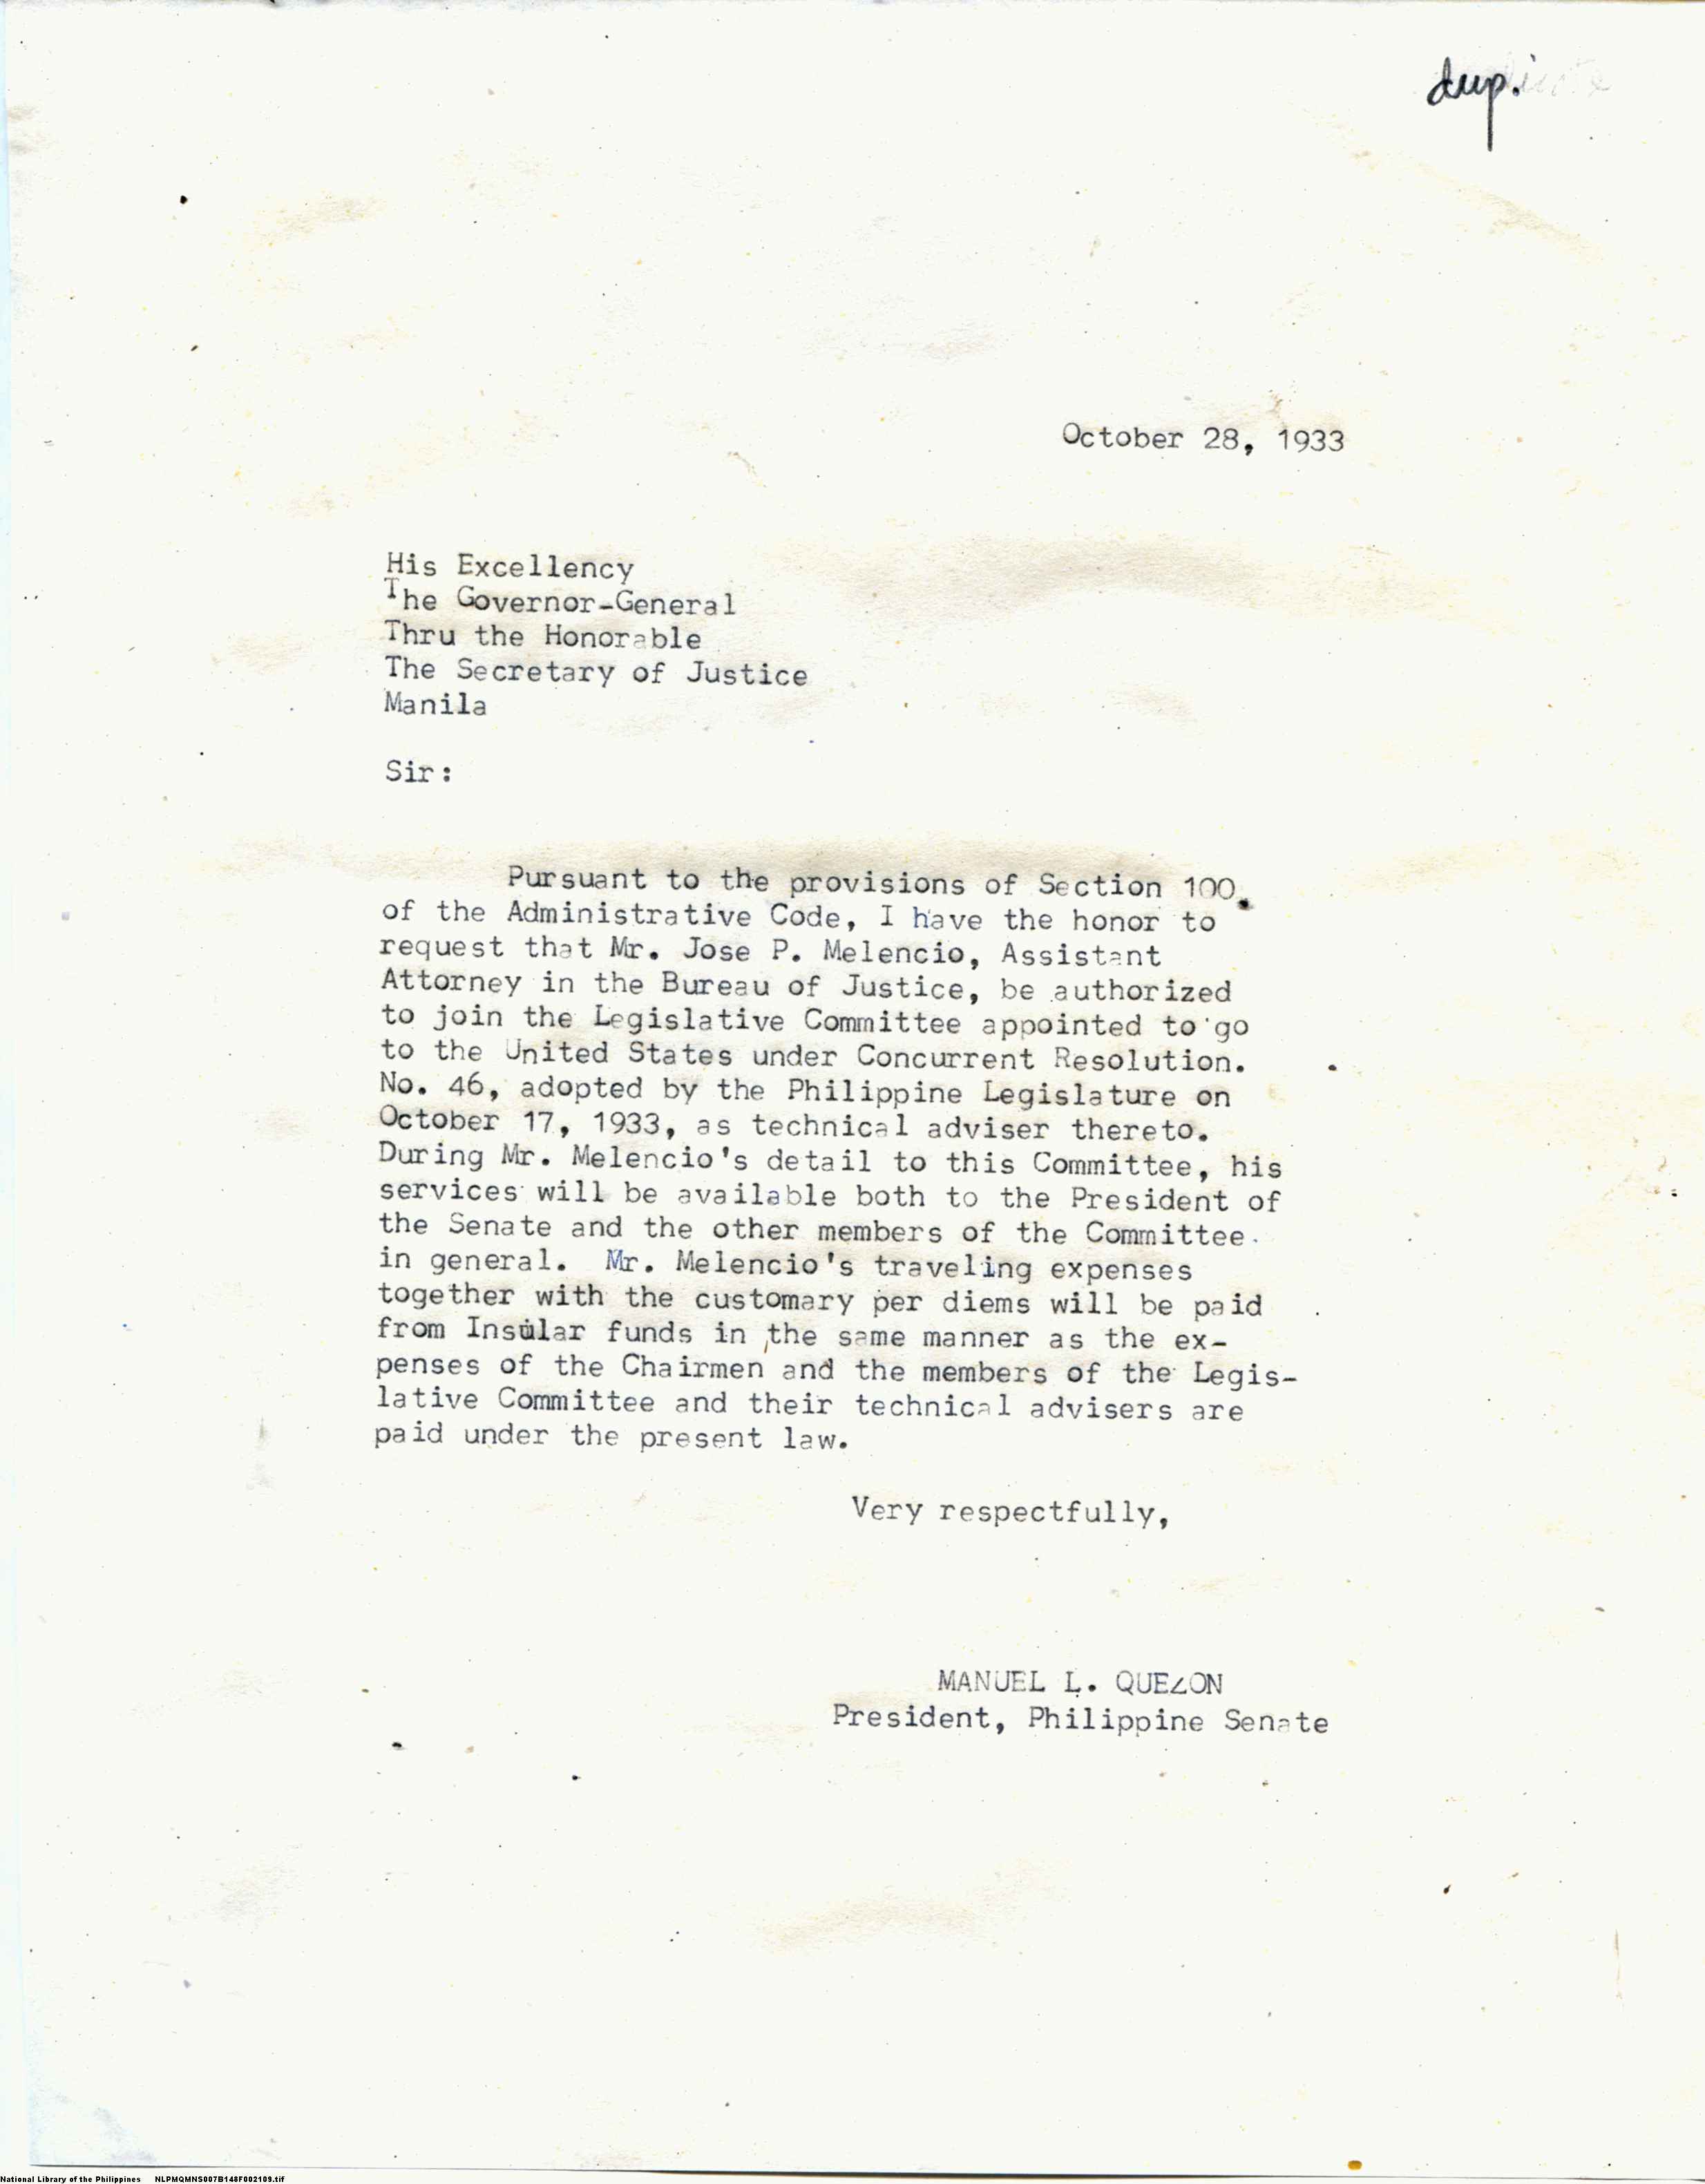 dup.
October 28, 1933
His Excellency
The Governor-General
Thru the Honorable
The Secretary of Justice
Manila
Sir:
Pursuant to the provisions of Section 100
of the Administrative Code, I have the honor to
request that Mr. Jose P. Melencio, Assistant
Attorney in the Bureau of Justice, be authorized
to join the Legislative Committee appointed to go
to the United States under Concurrent Resolution.
No. 46, adopted by the Philippine Legislature on
October 17, 1933, as technical adviser thereto.
During Mr. Melencio's detail to this Committee, his
services will be available both to the President of
the Senate and the other members of the Committee
in general. Mr. Melencio's traveling expenses
together with the customary per diems will be paid
from Insular funds in the same manner as the ex-
penses of the Chairmen and the members of the Legis-
lative Committee and their technical advisers are
paid under the present law.
Very respectfully,
MANUEL L. QUEZON
President, Philippine Senate
National Library of the Philippines NLPMQMNS007B148F002109.tif